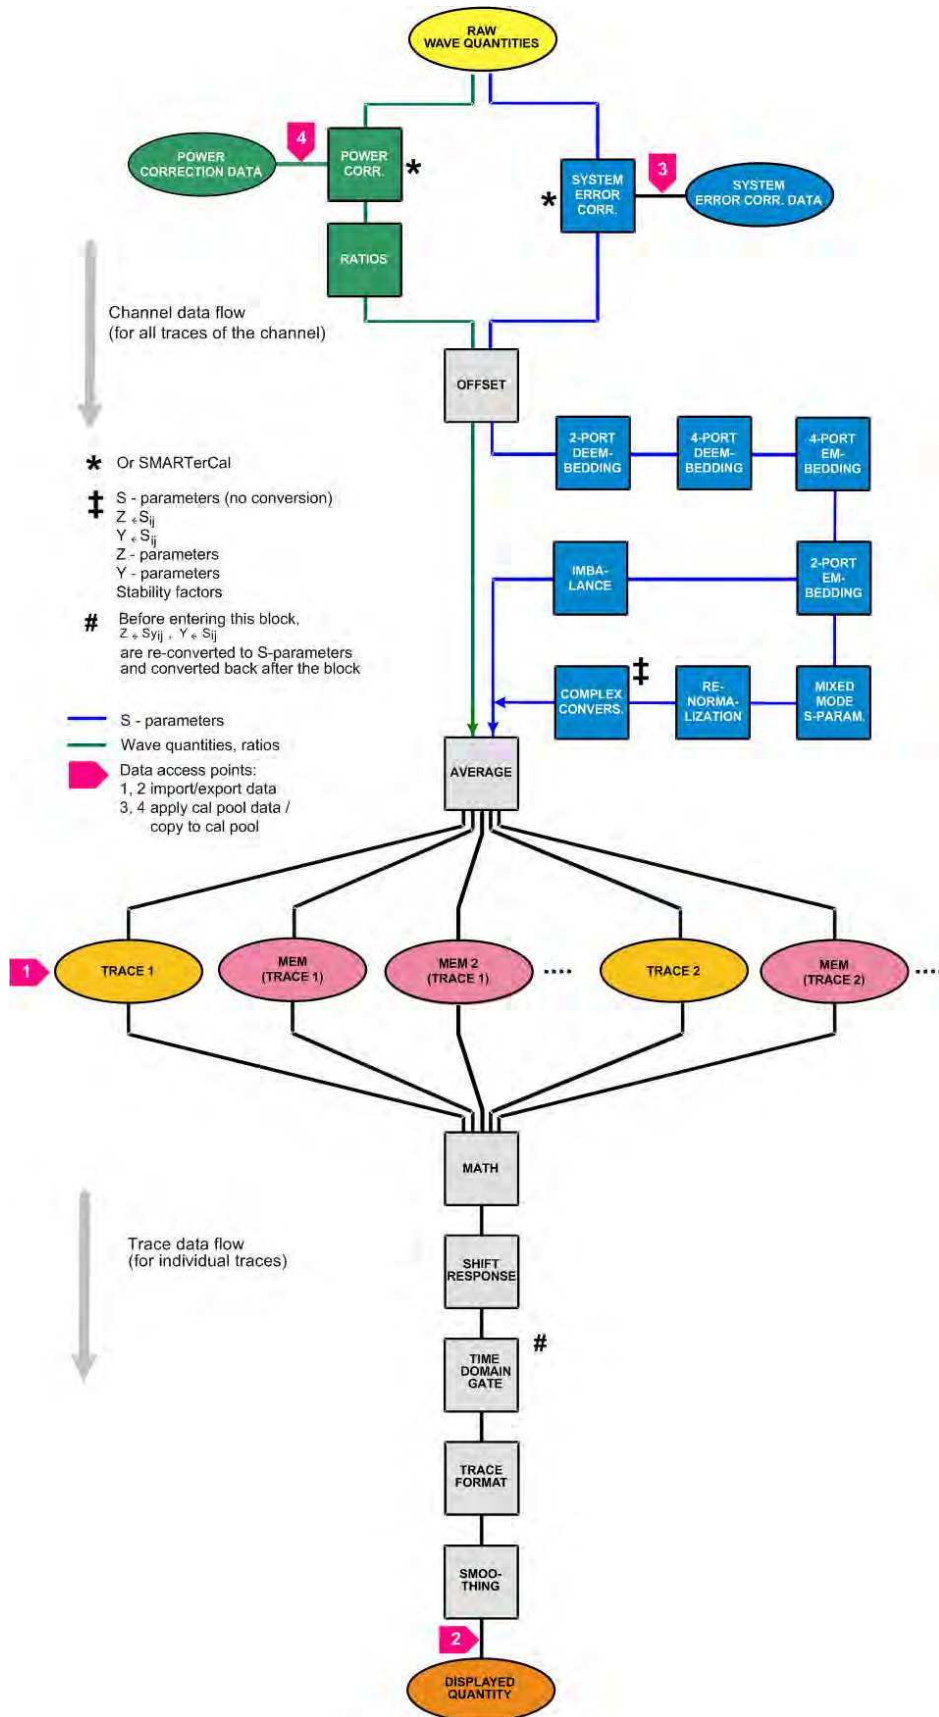 RAW
WAVE QUANTITIES
4
POWER
CORRECTION DATA
POWER
CORR.
*
3
*
SYSTEM
ERROR
CORR.
SYSTEM
ERROR CORR. DATA
RATIOS
Channel data flow
(for all traces of the channel)
OFFSET
2-PORT
DEEM-
BEDDING
4-PORT
DEEM-
BEDDING
4-PORT
EM-
BEDDING
* Or SMARTerCal
‡ S - parameters (no conversion)
Z ← Sij
Y ← Sij
Z - parameters
Y - parameters
Stability factors
IMBA-
LANCE
2-PORT
EM-
BEDDING
# Before entering this block,
Z ← Syij , Y ← Sij
are re-converted to S-parameters
and converted back after the block
‡
COMPLEX
CONVERS.
RE-
NORMA-
LIZATION
MIXED
MODE
S-PARAM.
S - parameters
Wave quantities, ratios
Data access points:
1, 2 import/export data
3, 4 apply cal pool data /
copy to cal pool
AVERAGE
1
TRACE 1
MEM
(TRACE 1)
MEM 2
(TRACE 1)
....
TRACE 2
MEM
(TRACE 2)
....
MATH
Trace data flow
(for individual traces)
SHIFT
RESPONSE
#
TIME
DOMAIN
GATE
TRACE
FORMAT
SMOO-
THING
2
DISPLAYED
QUANTITY